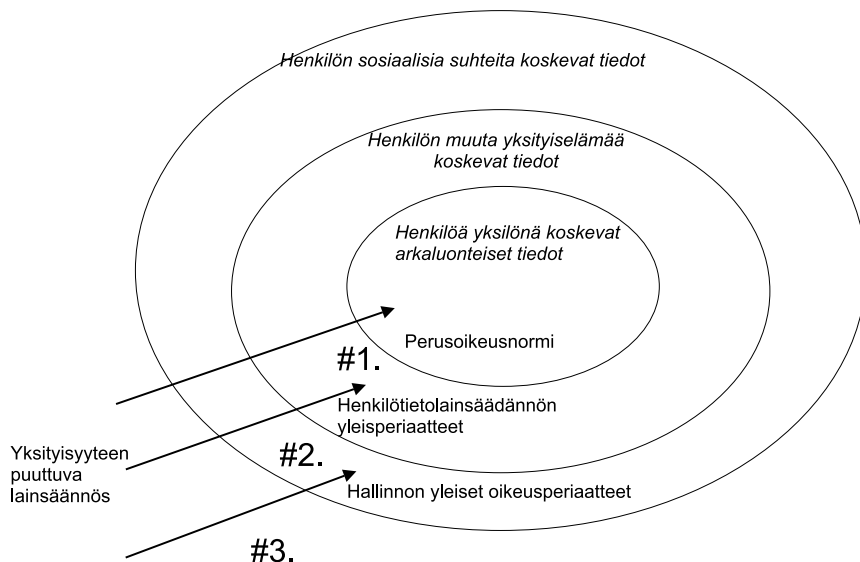 Henkilön sosiaalisia suhteita koskevat tiedot
Henkilön muuta yksityiselämää
koskevat tiedot
Henkilöä yksilönä koskevat
arkaluonteiset tiedot
Perusoikeusnormi
#1.
Henkilötietolainsäädännön
yleisperiaatteet
Yksityisyyteen
puuttuva
lainsäännös
#2.
Hallinnon yleiset oikeusperiaatteet
#3.